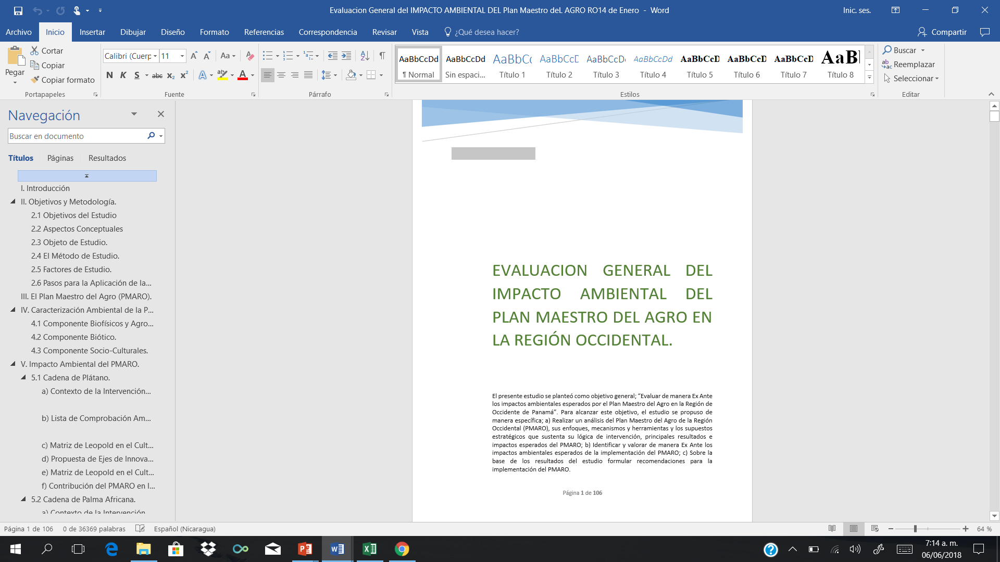 Evaluacion General del IMPACTO AMBIENTAL DEL Plan Maestro deL AGRO RO14 de Enero - Word
Inic. ses.
Archivo
Inicio
Insertar
Dibujar
Diseño
Formato
Referencias
Correspondencia
Revisar
Vista
¿Qué desea hacer?
Compartir
Pegar
Cortar
Copiar
Copiar formato
Portapapeles
Calibri (Cuerp
11
Aa
N K S abc x₂ x²
Fuente
Párrafo
AaBbCcDd
¶ Normal
AaBbCcDd
Sin espaci...
AaBbCc
Título 1
AaBbCcD
Título 2
AaBbCcDd
Título 3
AaBbCcDd
Título 4
AaBbCcD
Título 5
AaBbCcD
Título 6
AaBbCcD
Título 7
AaB
Título 8
Estilos
Buscar
Reemplazar
Seleccionar
Editar
Navegación
Buscar en documento
Títulos
Páginas
Resultados
I. Introducción
II. Objetivos y Metodología.
2.1 Objetivos del Estudio
2.2 Aspectos Conceptuales
2.3 Objeto de Estudio.
2.4 El Método de Estudio.
2.5 Factores de Estudio.
2.6 Pasos para la Aplicación de la...
III. El Plan Maestro del Agro (PMARO).
IV. Caracterización Ambiental de la P...
4.1 Componente Biofísicos y Agro...
4.2 Componente Biótico.
4.3 Componente Socio-Culturales.
V. Impacto Ambiental del PMARO.
5.1 Cadena de Plátano.
a) Contexto de la Intervención...
b) Lista de Comprobación Am...
c) Matriz de Leopold en el Cult...
d) Propuesta de Ejes de Innova...
e) Matriz de Leopold en el Cult...
f) Contribución del PMARO en l...
5.2 Cadena de Palma Africana.
a) Contexto de la Intervención
EVALUACION GENERAL DEL
IMPACTO AMBIENTAL DEL
PLAN MAESTRO DEL AGRO EN
LA REGIÓN OCCIDENTAL.
El presente estudio se planteó como objetivo general; “Evaluar de manera Ex Ante
los impactos ambientales esperados por el Plan Maestro del Agro en la Región de
Occidente de Panamá”. Para alcanzar este objetivo, el estudio se propuso de
manera específica; a) Realizar un análisis del Plan Maestro del Agro de la Región
Occidental (PMARO), sus enfoques, mecanismos y herramientas y los supuestos
estratégicos que sustenta su lógica de intervención, principales resultados e
impactos esperados del PMARO; b) Identificar y valorar de manera Ex Ante los
impactos ambientales esperados de la implementación del PMARO; c) Sobre la
base de los resultados del estudio formular recomendaciones para la
implementación del PMARO.
Página 1 de 106
Página 1 de 106
0 de 36369 palabras
Español (Nicaragua)
64 %
7:14 a. m.
06/06/2018